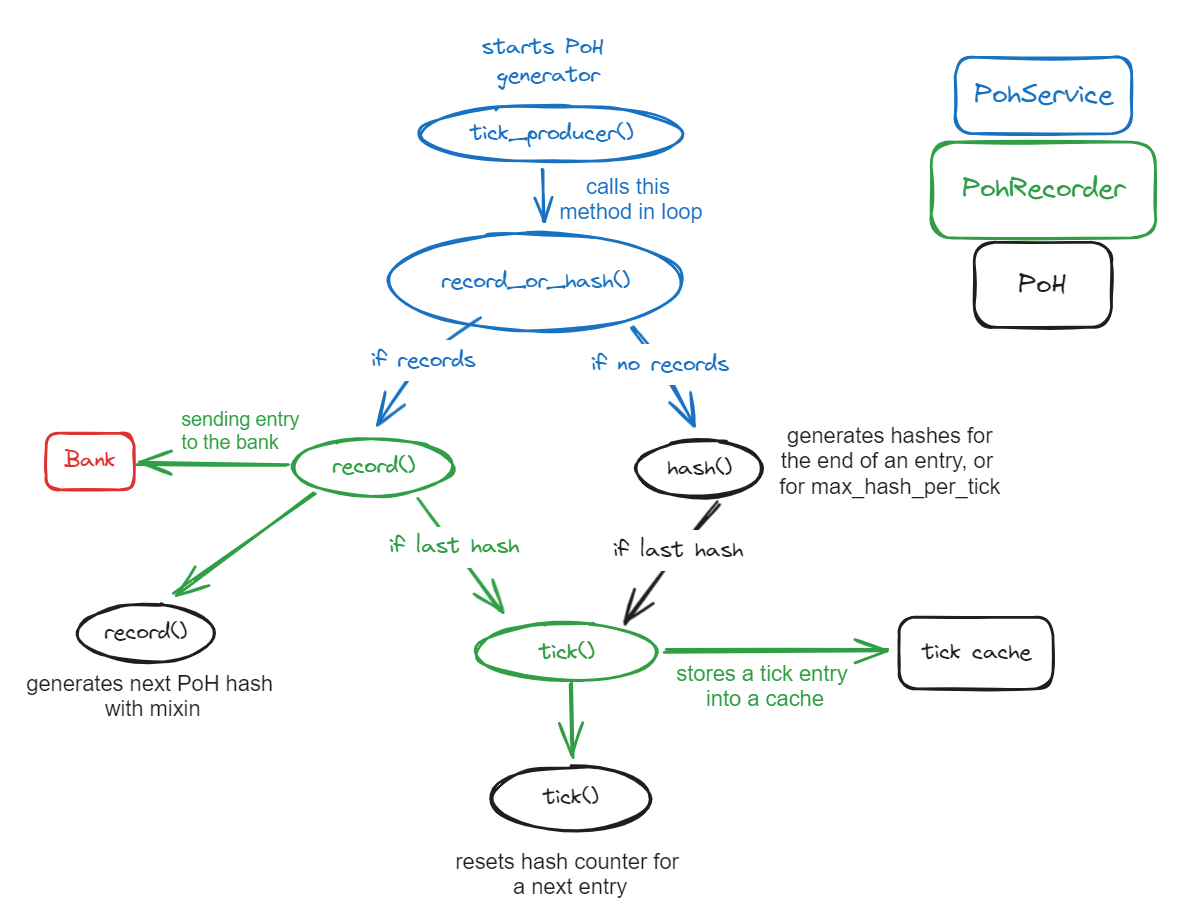 starts PoH
generator
tick_producer()
calls this
method in loop
record_or_hash()
PohService
PohRecorder
PoH
if records
if no records
sending entry
to the bank
Bank
record()
hash()
generates hashes for
the end of an entry, or
for max_hash_per_tick
if last hash
if last hash
record()
generates next PoH hash
with mixin
tick()
stores a tick entry
into a cache
tick cache
tick()
resets hash counter for
a next entry